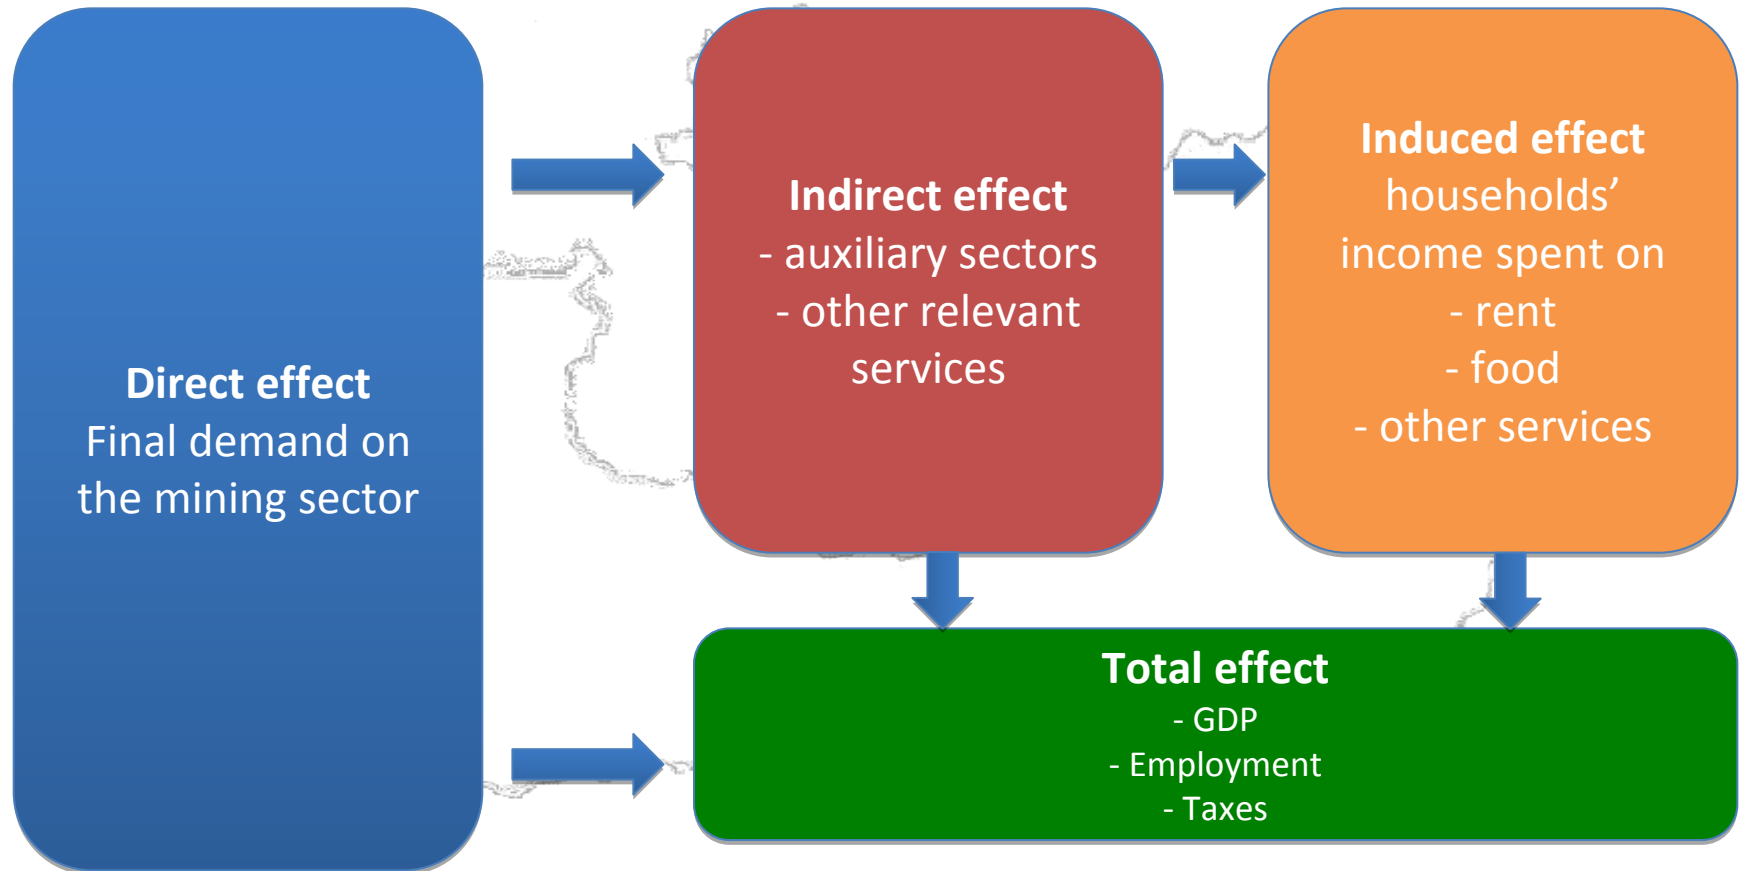 Direct effect
Final demand on
the mining sector
Indirect effect
- auxiliary sectors
- other relevant
services
Induced effect
households’
income spent on
- rent
- food
- other services
Total effect
- GDP
- Employment
- Taxes